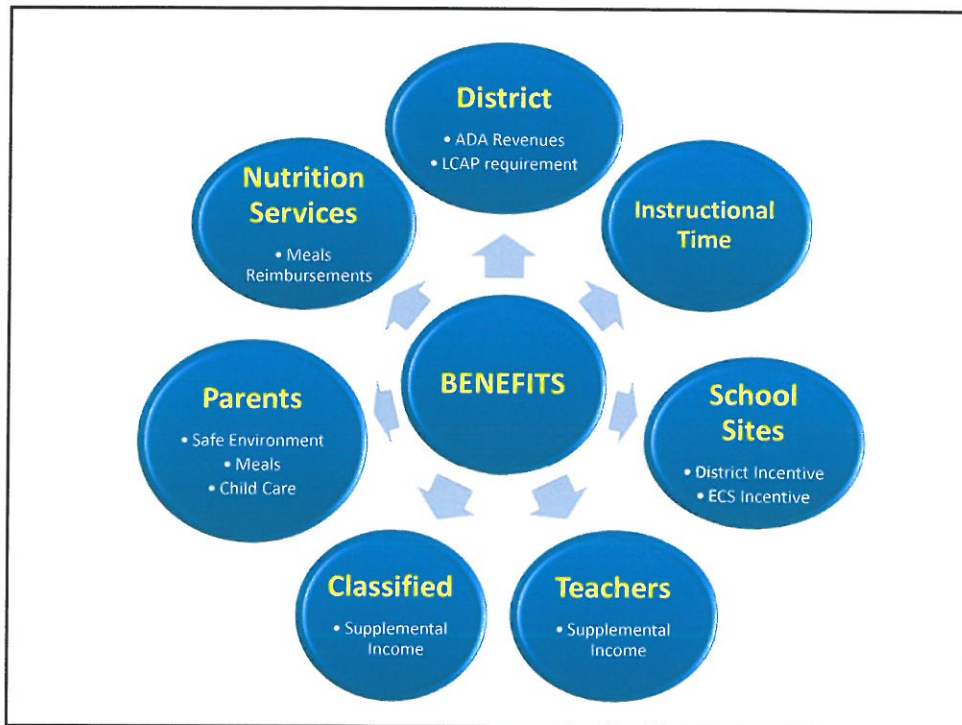 District
• ADA Revenues
• LCAP requirement
Instructional
Time
School
Sites
• District Incentive
• ECS Incentive
Teachers
• Supplemental
Income
Classified
• Supplemental
Income
Parents
• Safe Environment
• Meals
• Child Care
Nutrition
Services
• Meals
Reimbursements
BENEFITS